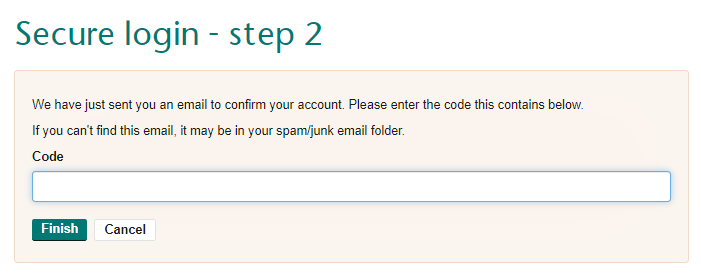 Secure login - step 2
We have just sent you an email to confirm your account. Please enter the code this contains below.
If you can't find this email, it may be in your spam/junk email folder.
Code
Finish Cancel